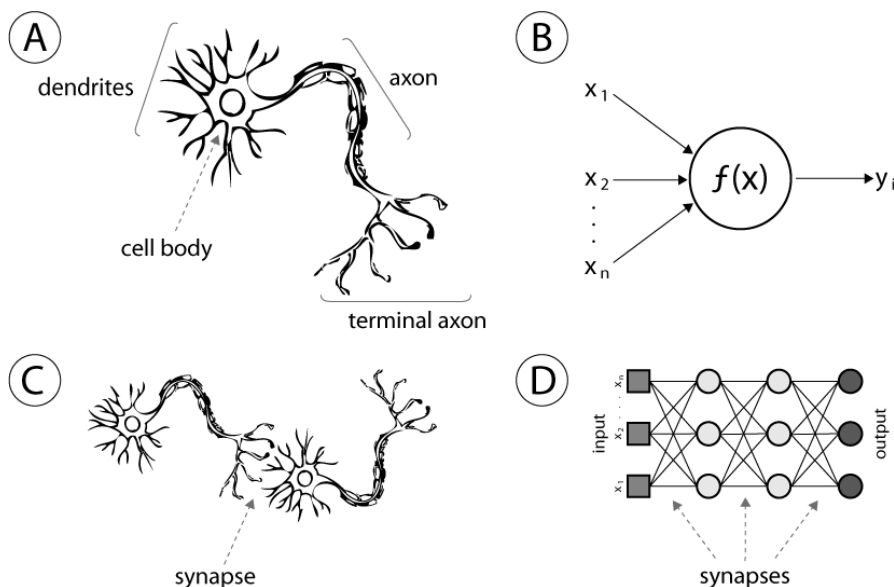 A
dendrites
axon
cell body
terminal axon
B
x1
x2
xn
f(x)
yi
C
synapse
D
input
xn
x2
x1
output
synapses